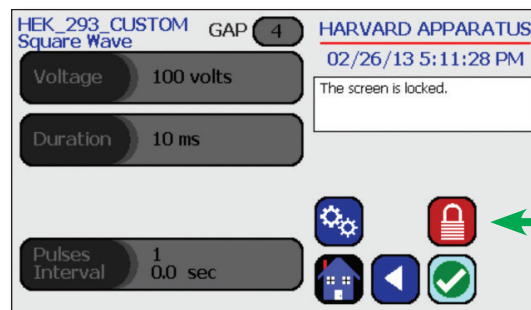 HEK_293_CUSTOM
Square Wave
GAP 4
Voltage 100 volts
Duration 10 ms
Pulses 1
Interval 0.0 sec
HARVARD APPARATUS
02/26/13 5:11:28 PM
The screen is locked.